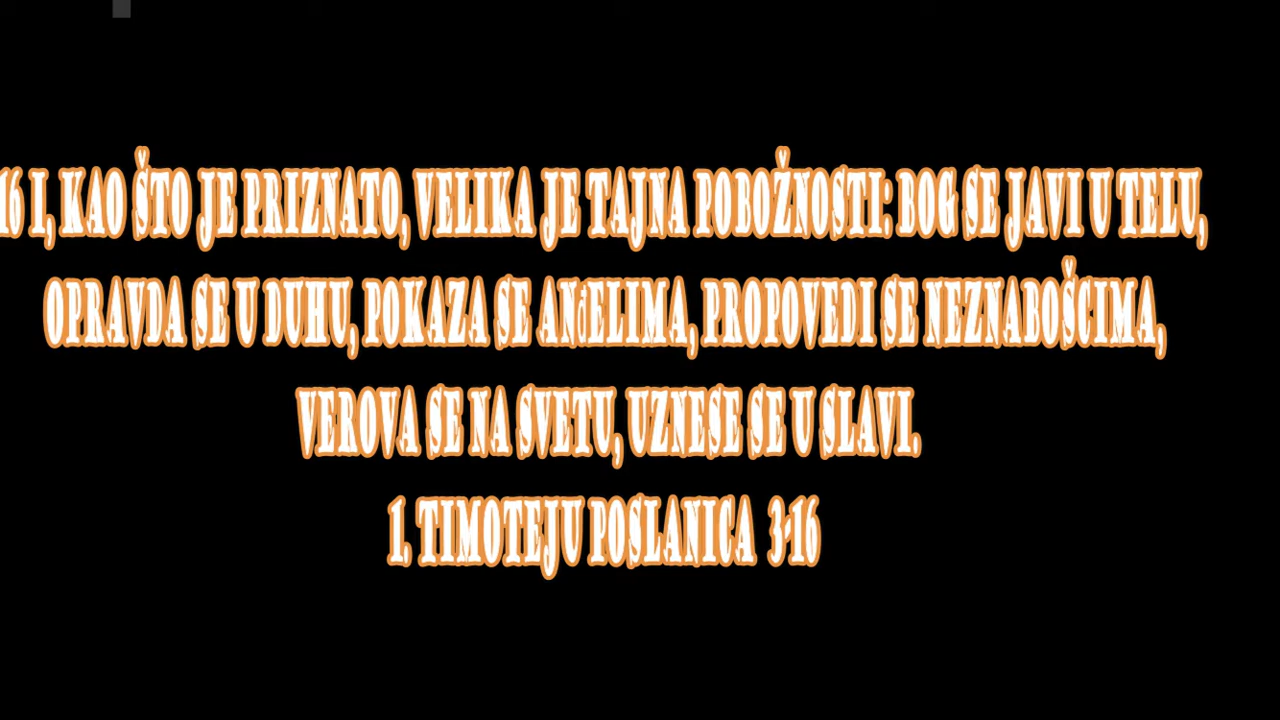 16 I, KAO ŠTO JE PRIZNATO, VELIKA JE TAJNA POBOŽNOSTI: BOG SE JAVI U TELU,
OPRAVDA SE U DUHU, POKAZA SE ANđELIMA, PROPOVEDI SE NEZNABOŠCIMA,
VEROVA SE NA SVETU, UZNESE SE U SLAVI.
1. TIMOTEJU POSLANICA 3-16